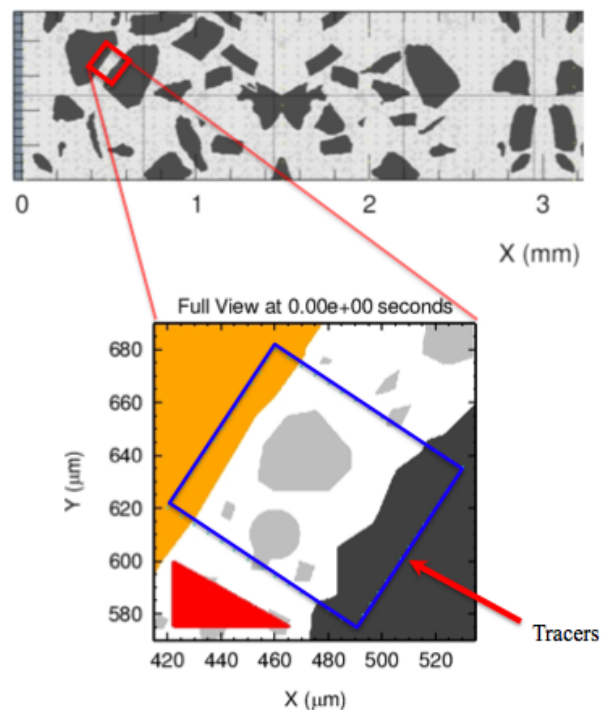 0 1 2 3
X (mm)
Full View at 0.00e+00 seconds
680
660
640
620
600
580
Y (μm)
420 440 460 480 500 520
X (μm)
Tracers